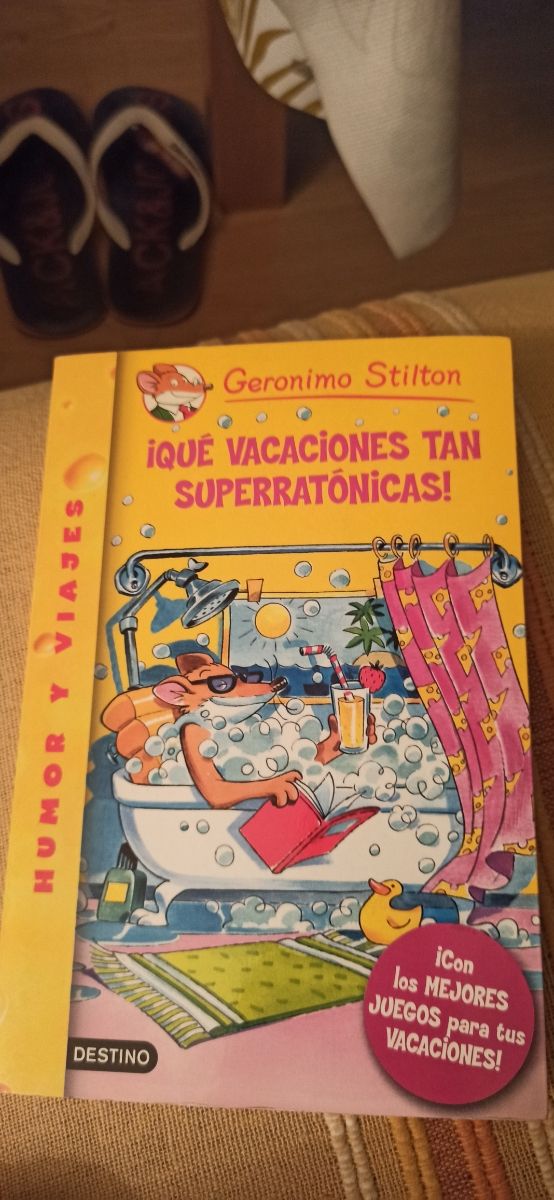 Geronimo Stilton
¡QUÉ VACACIONES TAN
SUPERRATÓNICAS!
HUMOR Y VIAJES
¡Con
los MEJORES
JUEGOS para tus
VACACIONES!
DESTINO